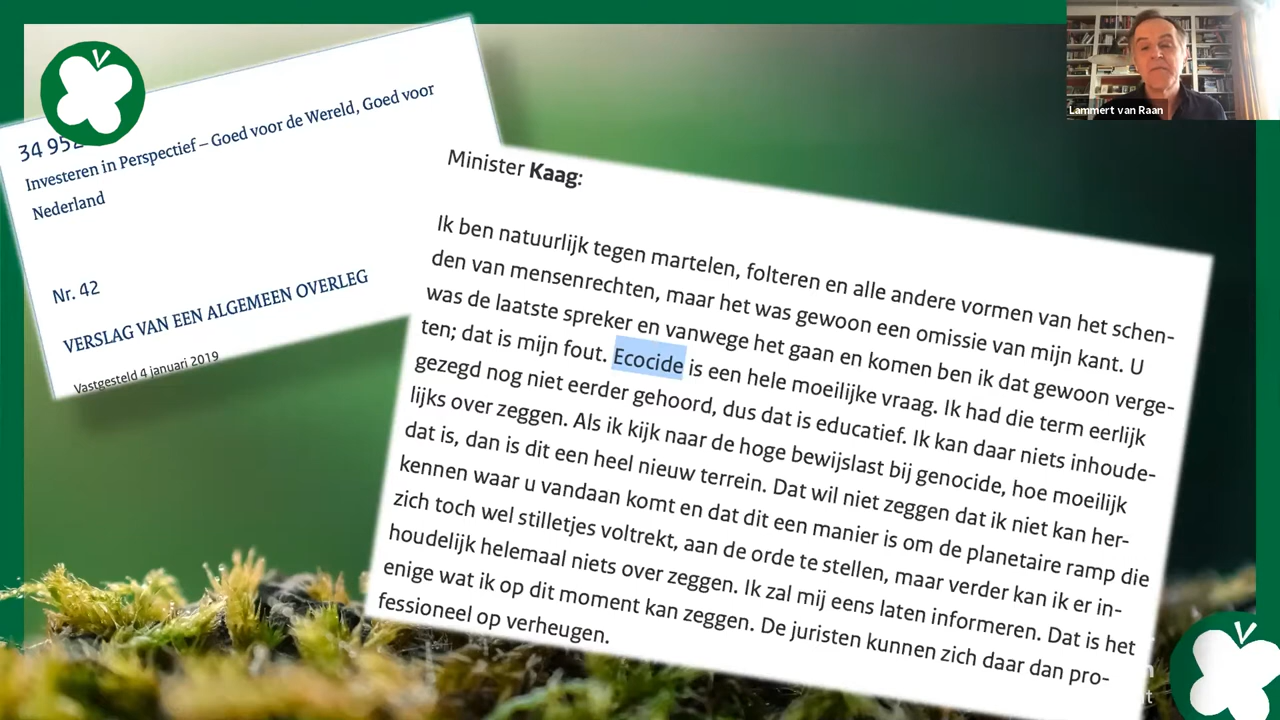 34 952
Investeren in Perspectief – Goed voor de Wereld, Goed voor
Nederland
Nr. 42
VERSLAG VAN EEN ALGEMEEN OVERLEG
Vastgesteld 4 januari 2019
Minister Kaag:
Ik ben natuurlijk tegen martelen, folteren en alle andere vormen van het schen-
den van mensenrechten, maar het was gewoon een omissie van mijn kant. U
was de laatste spreker en vanwege het gaan en komen ben ik dat gewoon verge-
ten; dat is mijn fout. Ecocide is een hele moeilijke vraag. Ik had die term eerlijk
gezegd nog niet eerder gehoord, dus dat is educatief. Ik kan daar niets inhoude-
lijks over zeggen. Als ik kijk naar de hoge bewijslast bij genocide, hoe moeilijk
dat is, dan is dit een heel nieuw terrein. Dat wil niet zeggen dat ik niet kan her-
kennen waar u vandaan komt en dat dit een manier is om de planetaire ramp die
zich toch wel stilletjes voltrekt, aan de orde te stellen, maar verder kan ik er in-
houdelijk helemaal niets over zeggen. Ik zal mij eens laten informeren. Dat is het
enige wat ik op dit moment kan zeggen. De juristen kunnen zich daar dan pro-
fessioneel op verheugen.
Lammert van Raan